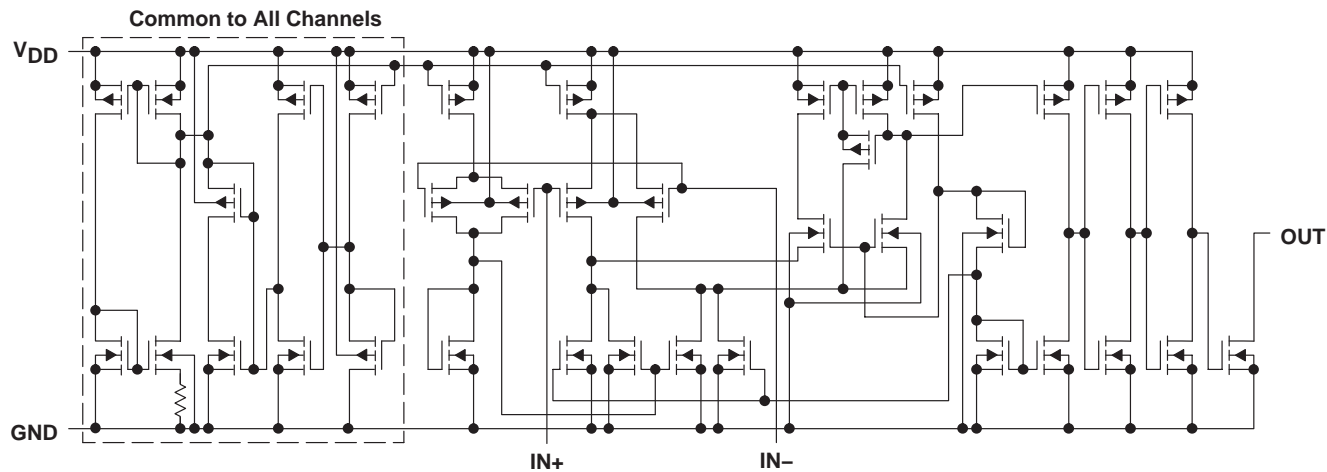 Common to All Channels
VDD
OUT
GND
IN+
IN−